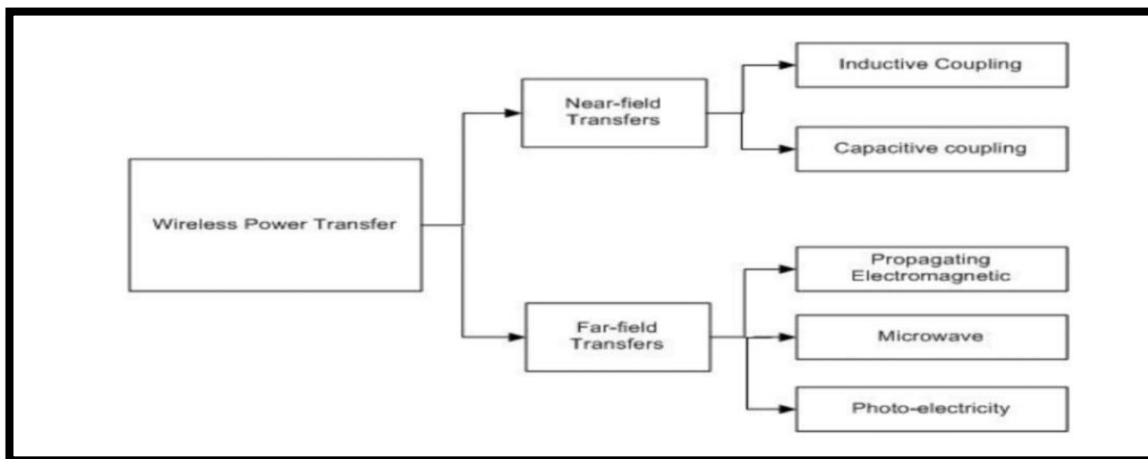 Wireless Power Transfer
Near-field
Transfers
Inductive Coupling
Capacitive coupling
Far-field
Transfers
Propagating
Electromagnetic
Microwave
Photo-electricity